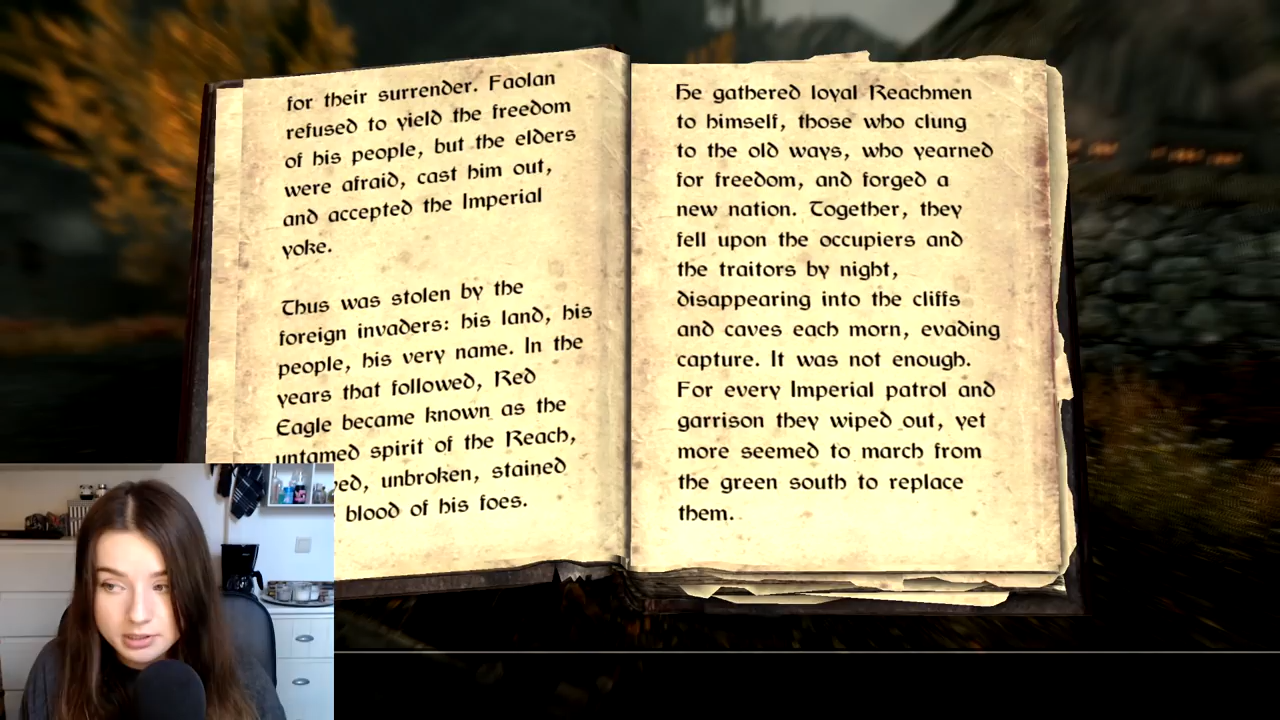 for their surrender. Faolan
refused to yield the freedom
of his people, but the elders
were afraid, cast him out,
and accepted the Imperial
yoke.
Thus was stolen by the
foreign invaders: his land, his
people, his very name. In the
years that followed, Red
Eagle became known as the
untamed spirit of the Reach,
unbroken, stained
blood of his foes.
He gathered loyal Reachmen
to himself, those who clung
to the old ways, who yearned
for freedom, and forged a
new nation. Together, they
fell upon the occupiers and
the traitors by night,
disappearing into the cliffs
and caves each morn, evading
capture. It was not enough.
For every Imperial patrol and
garrison they wiped out, yet
more seemed to march from
the green south to replace
them.